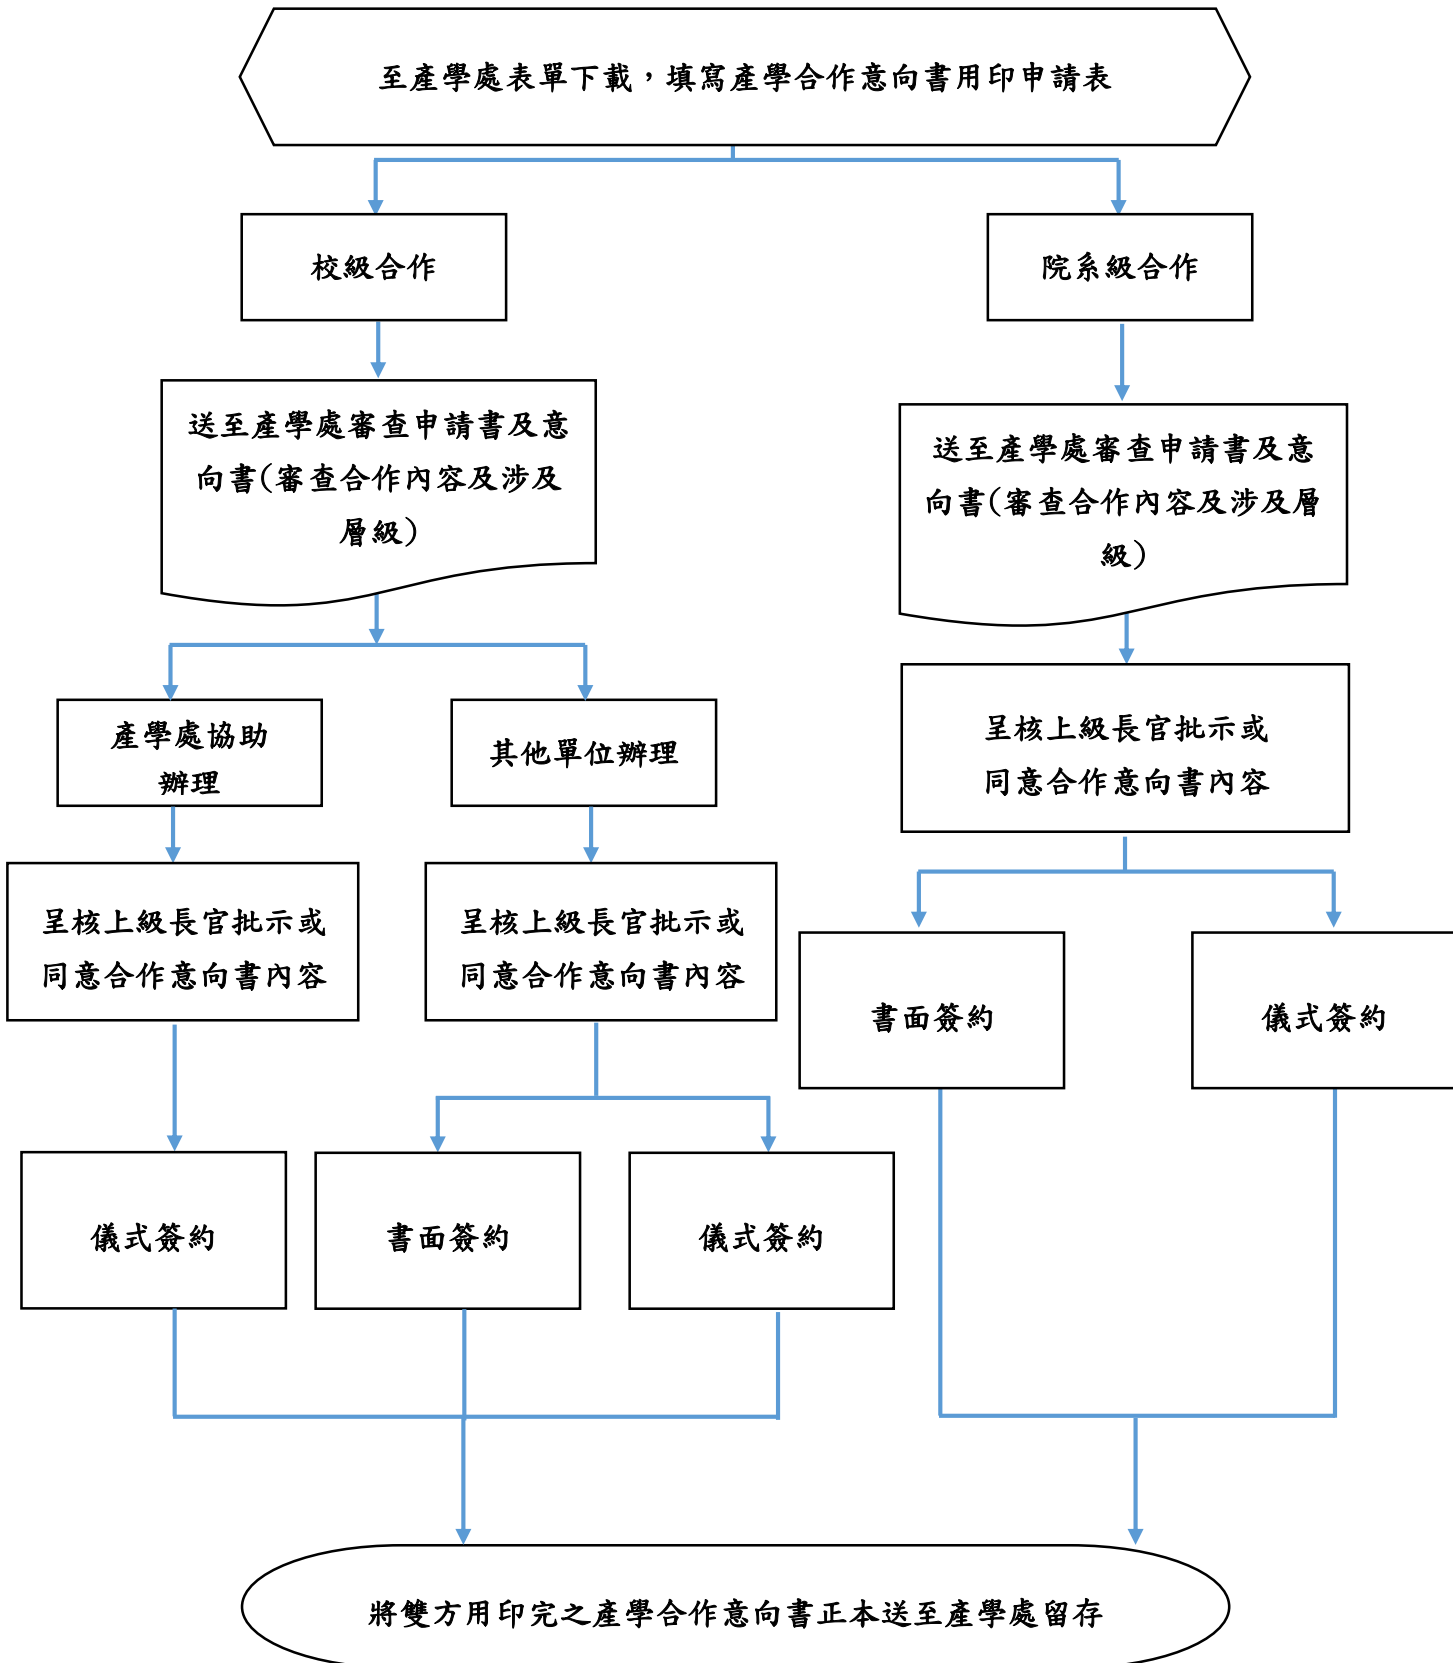 至產學處表單下載，填寫產學合作意向書用印申請表
校級合作
院系級合作
送至產學處審查申請書及意
向書(審查合作內容及涉及
層級)
送至產學處審查申請書及意
向書(審查合作內容及涉及層
級)
產學處協助
辦理
其他單位辦理
呈核上級長官批示或
同意合作意向書內容
呈核上級長官批示或
同意合作意向書內容
呈核上級長官批示或
同意合作意向書內容
書面簽約
儀式簽約
儀式簽約
書面簽約
儀式簽約
將雙方用印完之產學合作意向書正本送至產學處留存